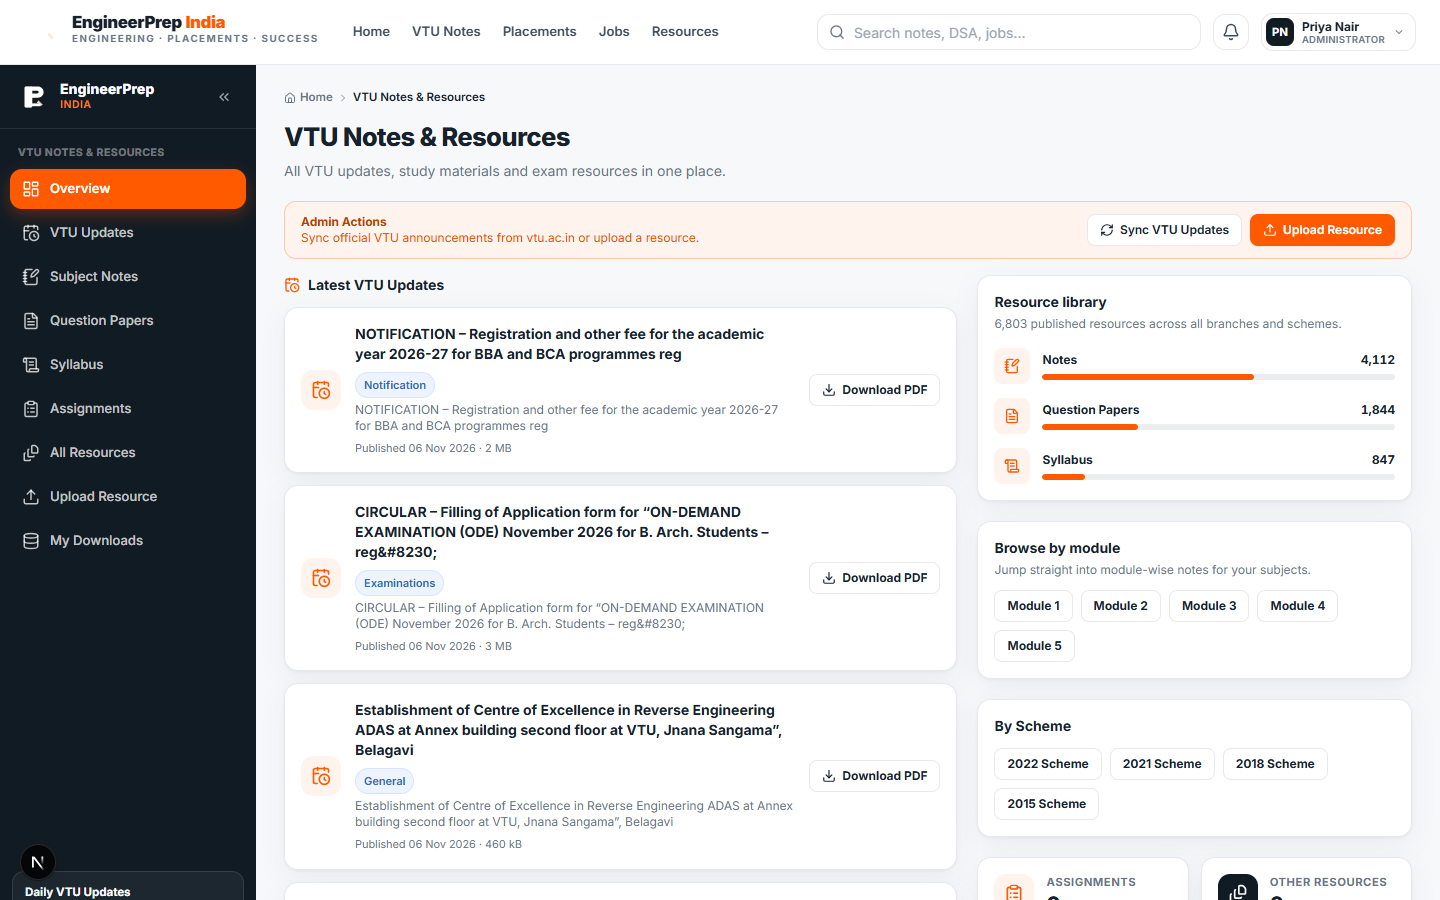 EngineerPrep India
ENGINEERING · PLACEMENTS · SUCCESS
Home
VTU Notes
Placements
Jobs
Resources
Search notes, DSA, jobs...
PN
Priya Nair
ADMINISTRATOR
EngineerPrep
INDIA
VTU NOTES & RESOURCES
Overview
VTU Updates
Subject Notes
Question Papers
Syllabus
Assignments
All Resources
Upload Resource
My Downloads
N
Daily VTU Updates
Home
VTU Notes & Resources
VTU Notes & Resources
All VTU updates, study materials and exam resources in one place.
Admin Actions
Sync official VTU announcements from vtu.ac.in or upload a resource.
Sync VTU Updates
Upload Resource
Latest VTU Updates
NOTIFICATION – Registration and other fee for the academic
year 2026-27 for BBA and BCA programmes reg
Notification
NOTIFICATION – Registration and other fee for the academic year 2026-27
for BBA and BCA programmes reg
Published 06 Nov 2026 · 2 MB
Download PDF
CIRCULAR – Filling of Application form for “ON-DEMAND
EXAMINATION (ODE) November 2026 for B. Arch. Students –
reg&#8230;
Examinations
CIRCULAR – Filling of Application form for “ON-DEMAND EXAMINATION
(ODE) November 2026 for B. Arch. Students – reg&#8230;
Published 06 Nov 2026 · 3 MB
Download PDF
Establishment of Centre of Excellence in Reverse Engineering
ADAS at Annex building second floor at VTU, Jnana Sangama”,
Belagavi
General
Establishment of Centre of Excellence in Reverse Engineering ADAS at Annex
building second floor at VTU, Jnana Sangama”, Belagavi
Published 06 Nov 2026 · 460 kB
Download PDF
Resource library
6,803 published resources across all branches and schemes.
Notes 4,112
Question Papers 1,844
Syllabus 847
Browse by module
Jump straight into module-wise notes for your subjects.
Module 1
Module 2
Module 3
Module 4
Module 5
By Scheme
2022 Scheme
2021 Scheme
2018 Scheme
2015 Scheme
ASSIGNMENTS
OTHER RESOURCES